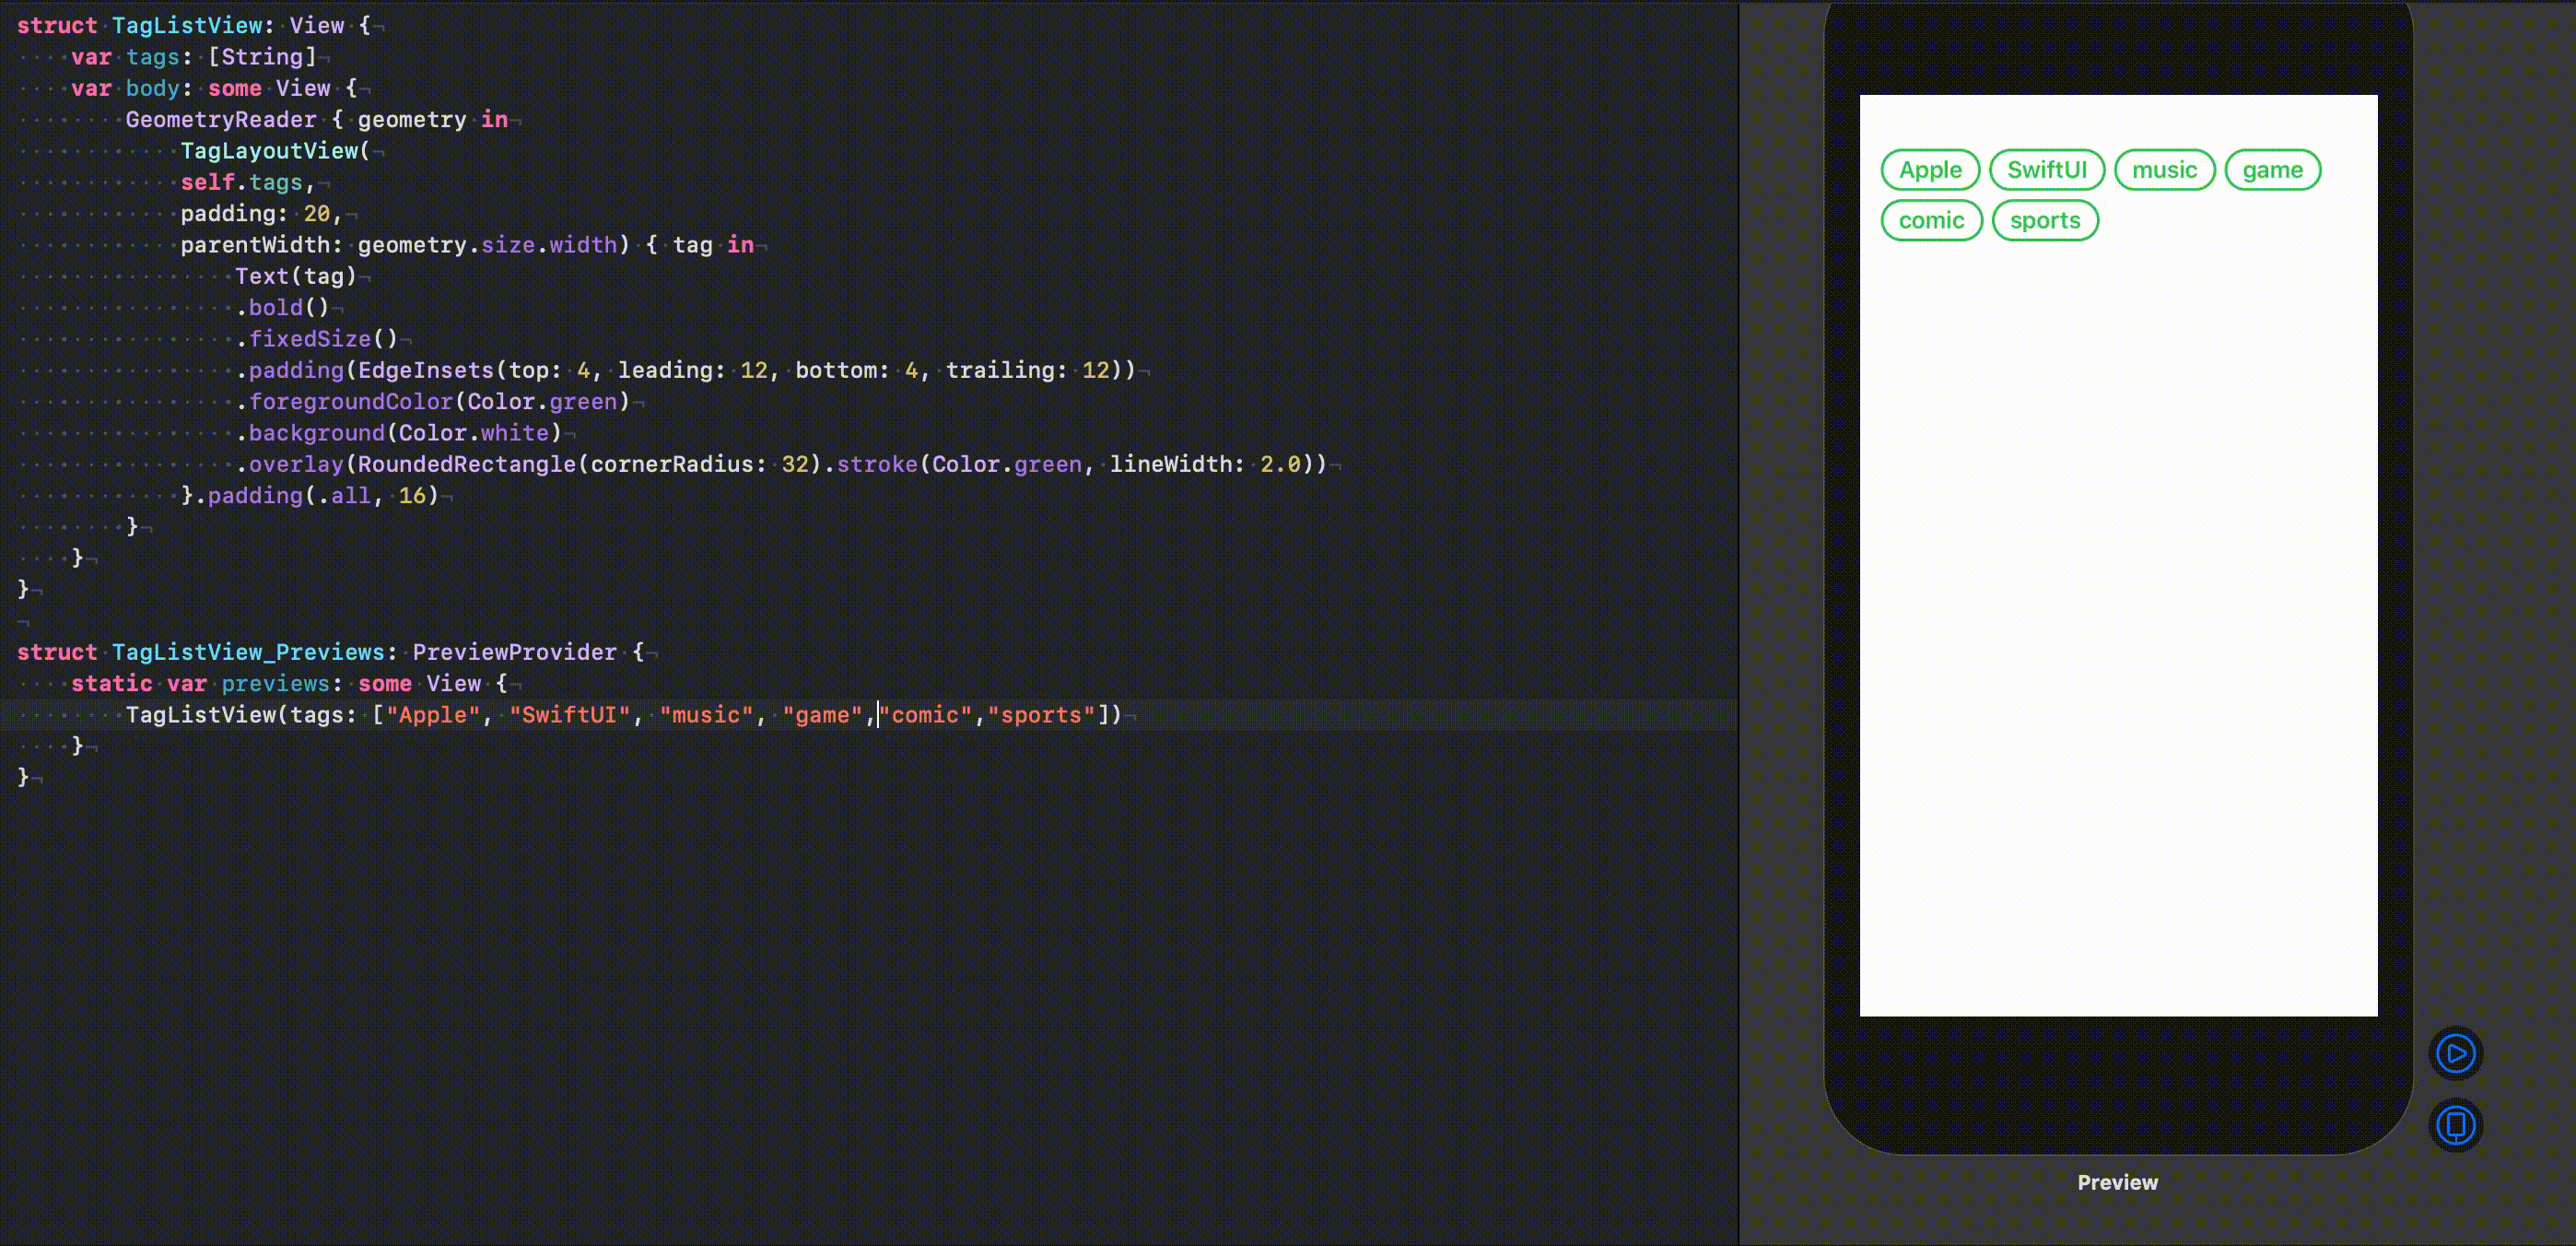 struct TagListView: View {
    var tags: [String]
    var body: some View {
        GeometryReader { geometry in
            TagLayoutView(
            self.tags,
            padding: 20,
            parentWidth: geometry.size.width) { tag in
                Text(tag)
                .bold()
                .fixedSize()
                .padding(EdgeInsets(top: 4, leading: 12, bottom: 4, trailing: 12))
                .foregroundColor(Color.green)
                .background(Color.white)
                .overlay(RoundedRectangle(cornerRadius: 32).stroke(Color.green, lineWidth: 2.0))
            }.padding(.all, 16)
        }
    }
}

struct TagListView_Previews: PreviewProvider {
    static var previews: some View {
        TagListView(tags: ["Apple", "SwiftUI", "music", "game","comic","sports"])
    }
}
Apple SwiftUI music game
comic sports
Preview